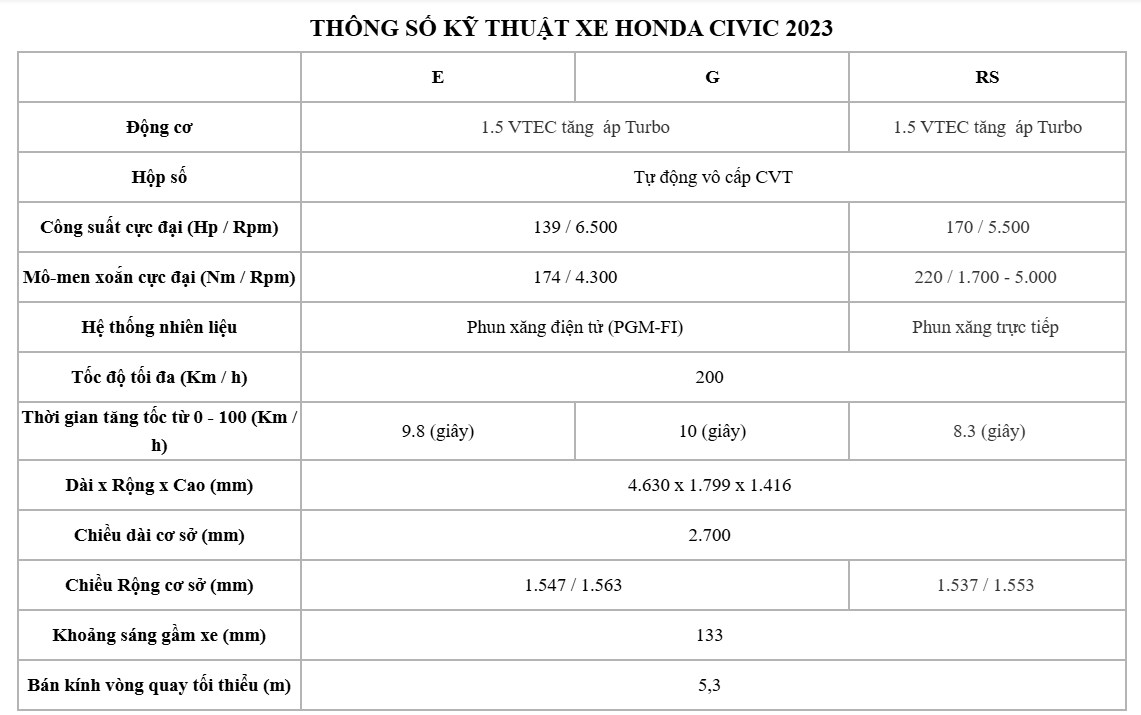 THÔNG SỐ KỸ THUẬT XE HONDA CIVIC 2023
E G RS
Động cơ 1.5 VTEC tăng áp Turbo 1.5 VTEC tăng áp Turbo
Hộp số Tự động vô cấp CVT
Công suất cực đại (Hp / Rpm) 139 / 6.500 170 / 5.500
Mô-men xoắn cực đại (Nm / Rpm) 174 / 4.300 220 / 1.700 - 5.000
Hệ thống nhiên liệu Phun xăng điện tử (PGM-FI) Phun xăng trực tiếp
Tốc độ tối đa (Km / h) 200
Thời gian tăng tốc từ 0 - 100 (Km /
h) 9.8 (giây) 10 (giây) 8.3 (giây)
Dài x Rộng x Cao (mm) 4.630 x 1.799 x 1.416
Chiều dài cơ sở (mm) 2.700
Chiều Rộng cơ sở (mm) 1.547 / 1.563 1.537 / 1.553
Khoảng sáng gầm xe (mm) 133
Bán kính vòng quay tối thiểu (m) 5,3